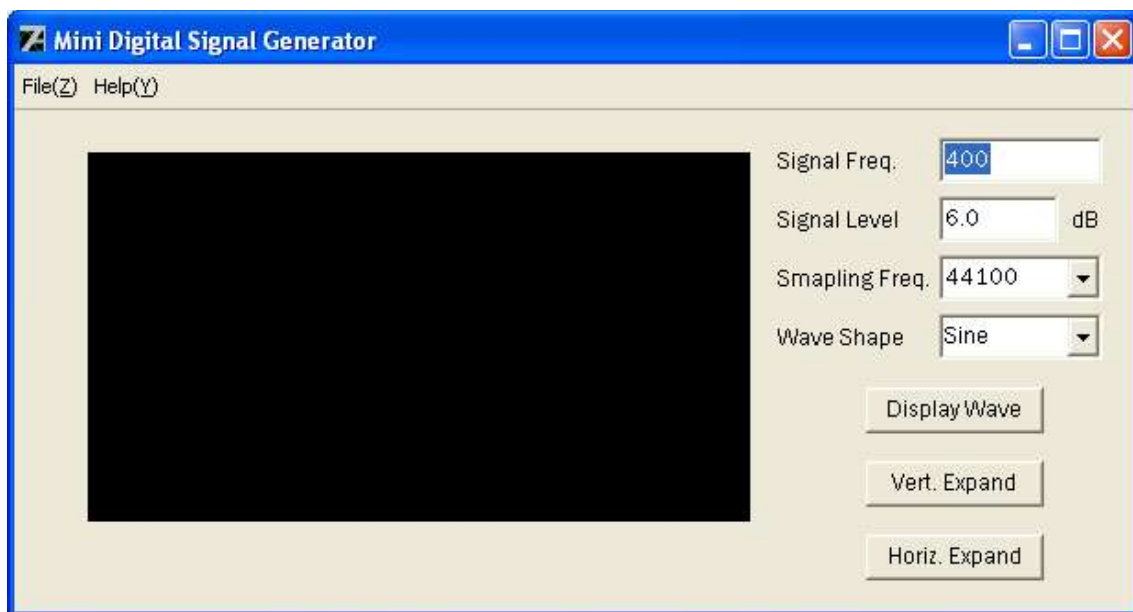 Mini Digital Signal Generator
File(Z) Help(Y)
Signal Freq. 400
Signal Level 6.0 dB
Smapling Freq. 44100
Wave Shape Sine
Display Wave
Vert. Expand
Horiz. Expand